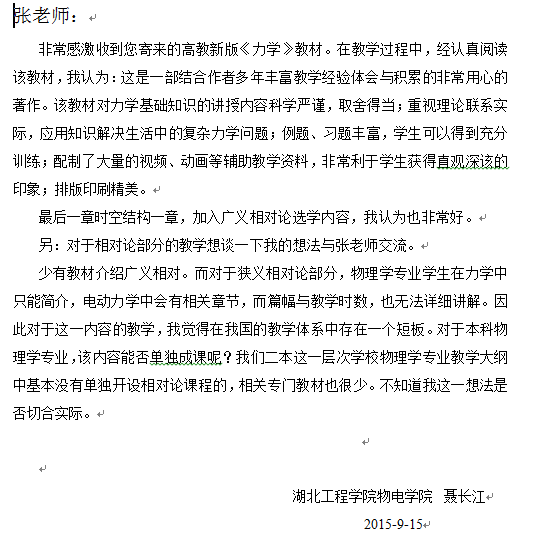 张老师：
非常感激收到您寄来的高教新版《力学》教材。在教学过程中，经认真阅读
该教材，我认为：这是一部结合作者多年丰富教学经验体会与积累的非常用心的
著作。该教材对力学基础知识的讲授内容科学严谨，取舍得当；重视理论联系实
际，应用知识解决生活中的复杂力学问题；例题、习题丰富，学生可以得到充分
训练；配制了大量的视频、动画等辅助教学资料，非常利于学生获得直观深该的
印象；排版印刷精美。
最后一章时空结构一章，加入广义相对论选学内容，我认为也非常好。
另：对于相对论部分的教学想谈一下我的想法与张老师交流。
少有教材介绍广义相对。而对于狭义相对论部分，物理学专业学生在力学中
只能简介，电动力学中会有相关章节，而篇幅与教学时数，也无法详细讲解。因
此对于这一内容的教学，我觉得在我国的教学体系中存在一个短板。对于本科物
理学专业，该内容能否单独成课呢？我们二本这一层次学校物理学专业教学大纲
中基本没有单独开设相对论课程的，相关专门教材也很少。不知道我这一想法是
否切合实际。
湖北工程学院物电学院 聂长江
2015-9-15